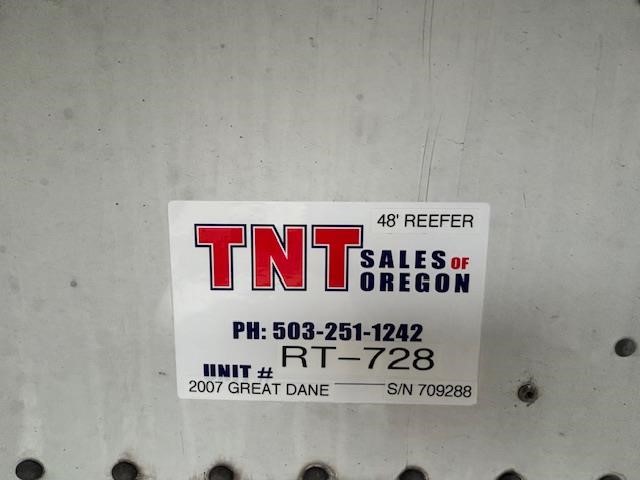 48' REEFER
TNT SALES OF
OREGON
PH: 503-251-1242
UNIT # RT-728
2007 GREAT DANE S/N 709288